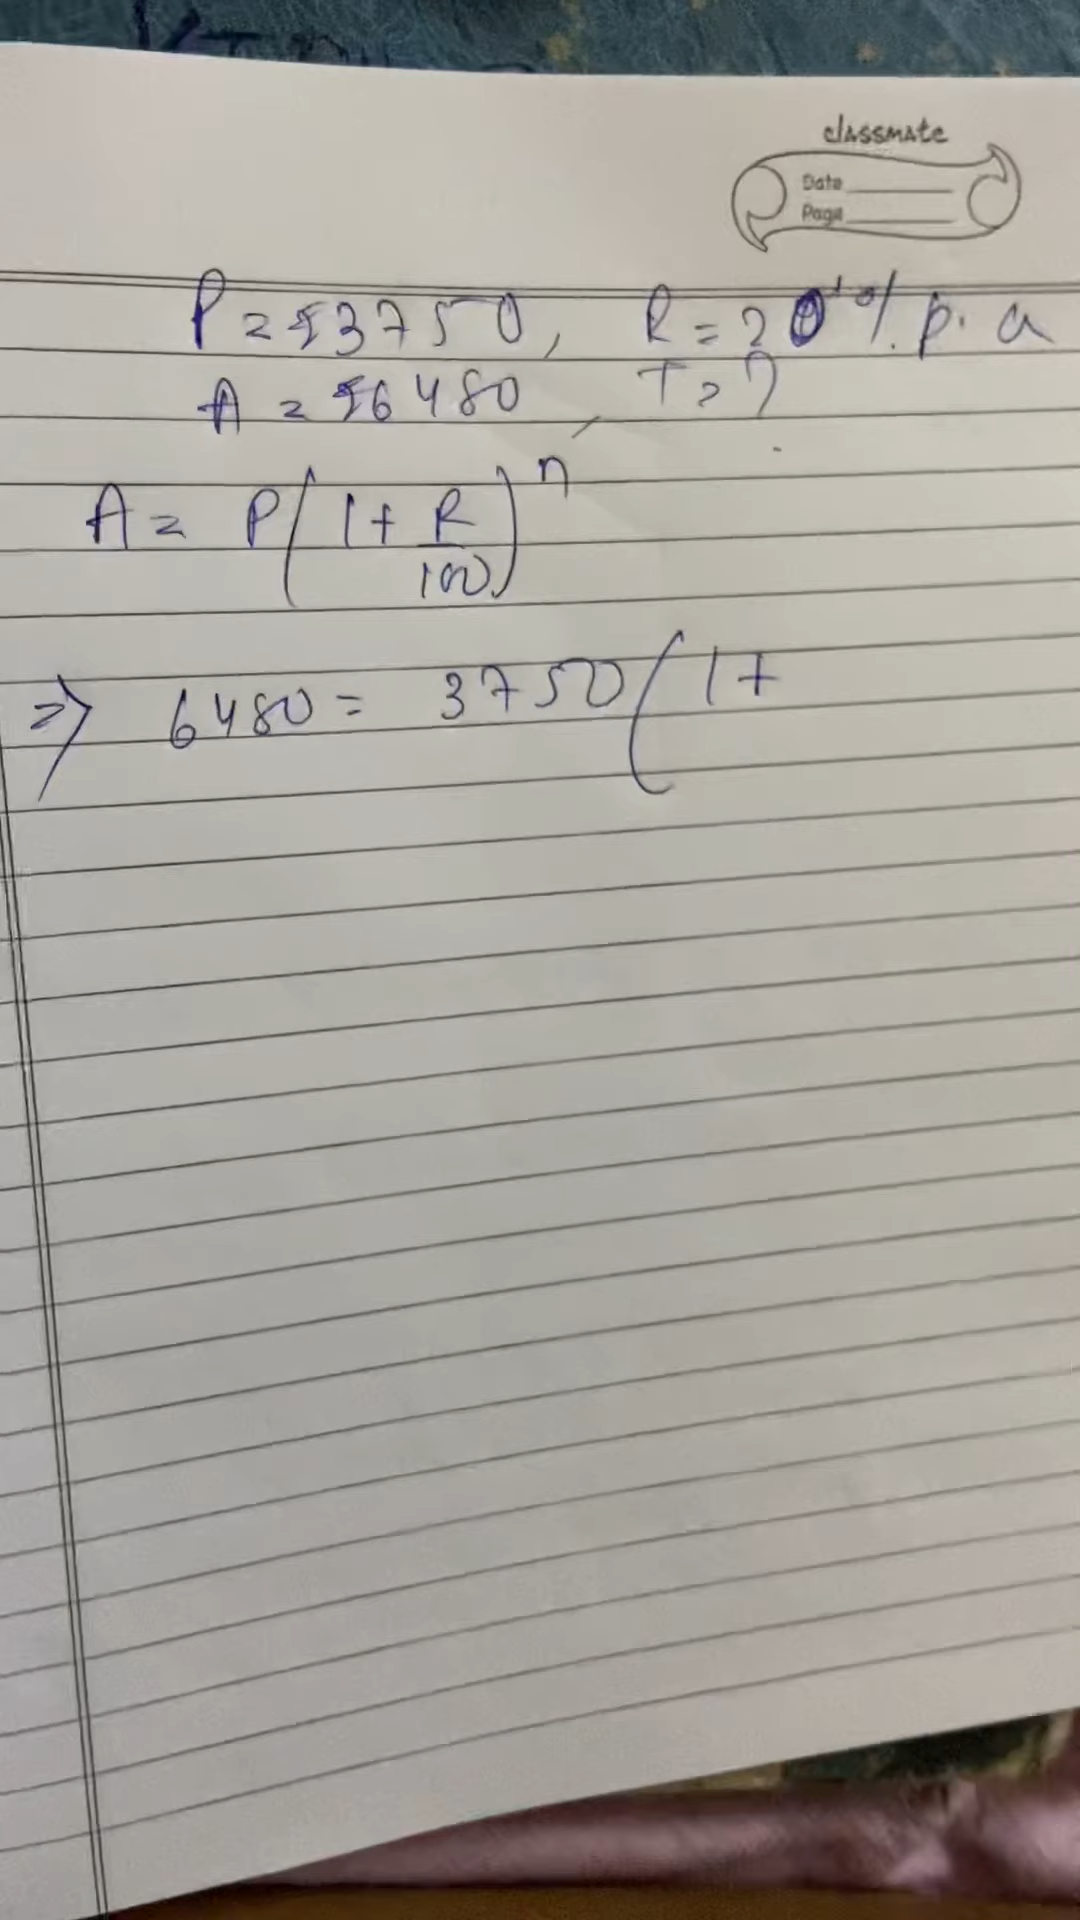 classmate
Date
Page
P = ₹3750, R = 20% p.a
A = ₹6480, T = ?
A = P(1 + R/100)^n
⇒ 6480 = 3750(1 +